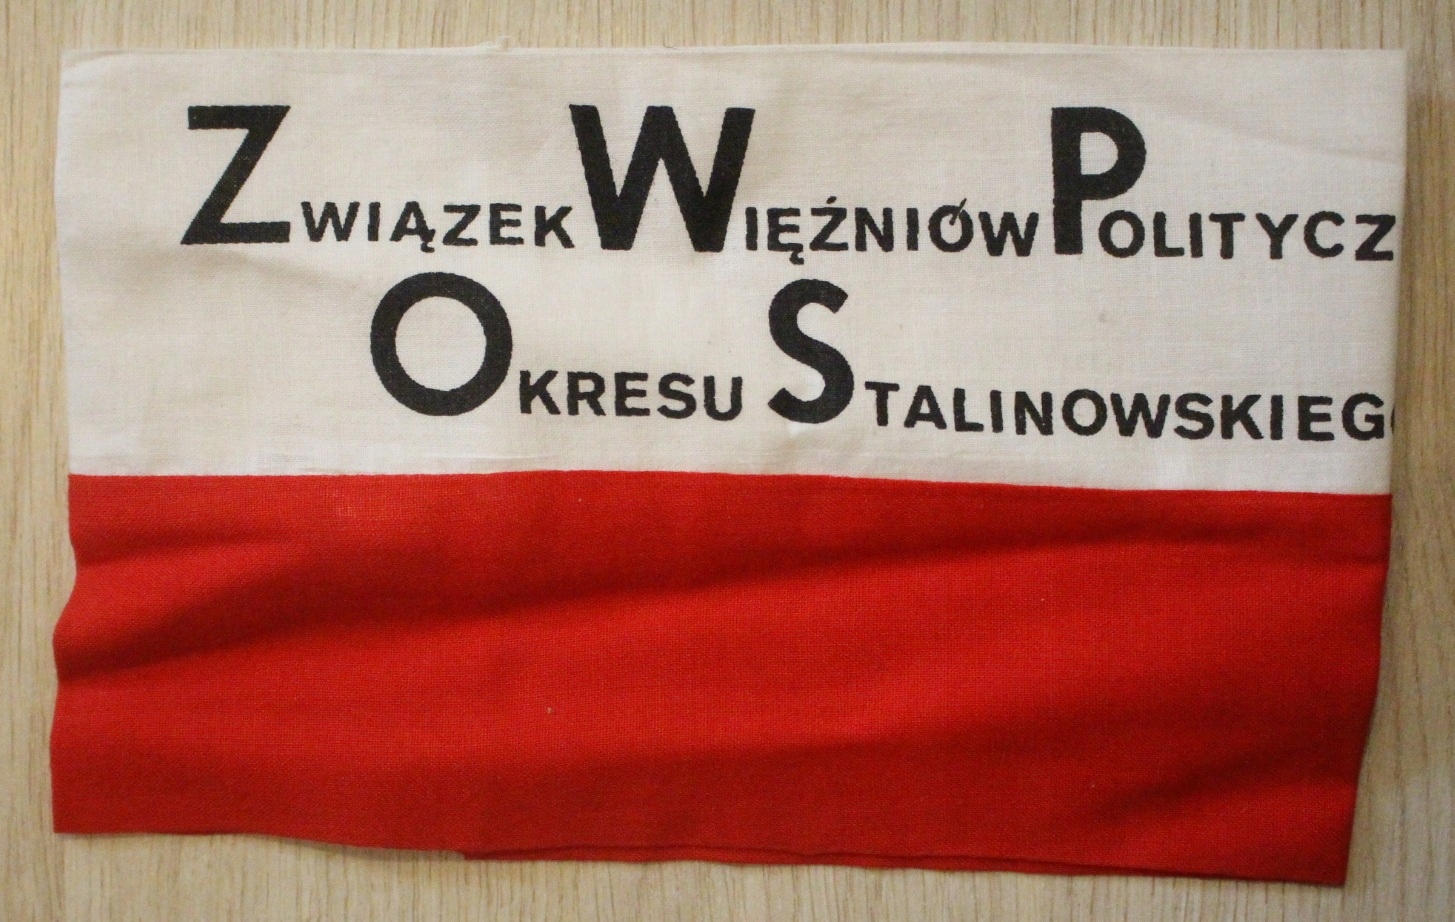 ZWIĄZEK WIĘŹNIÓW POLITYCZ
OKRESU STALINOWSKIEGO